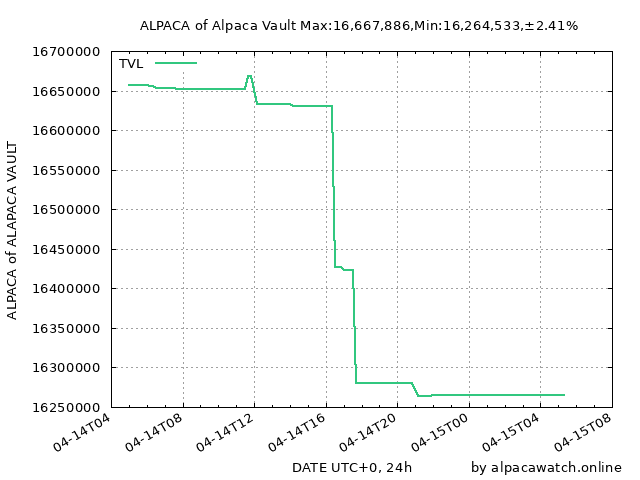 ALPACA of Alpaca Vault Max:16,667,886,Min:16,264,533,±2.41%
TVL
16700000
16650000
16600000
16550000
16500000
16450000
16400000
16350000
16300000
16250000
ALPACA of ALAPACA VAULT
04-14T04
04-14T08
04-14T12
04-14T16
04-14T20
04-15T00
04-15T04
04-15T08
DATE UTC+0, 24h
by alpacawatch.online